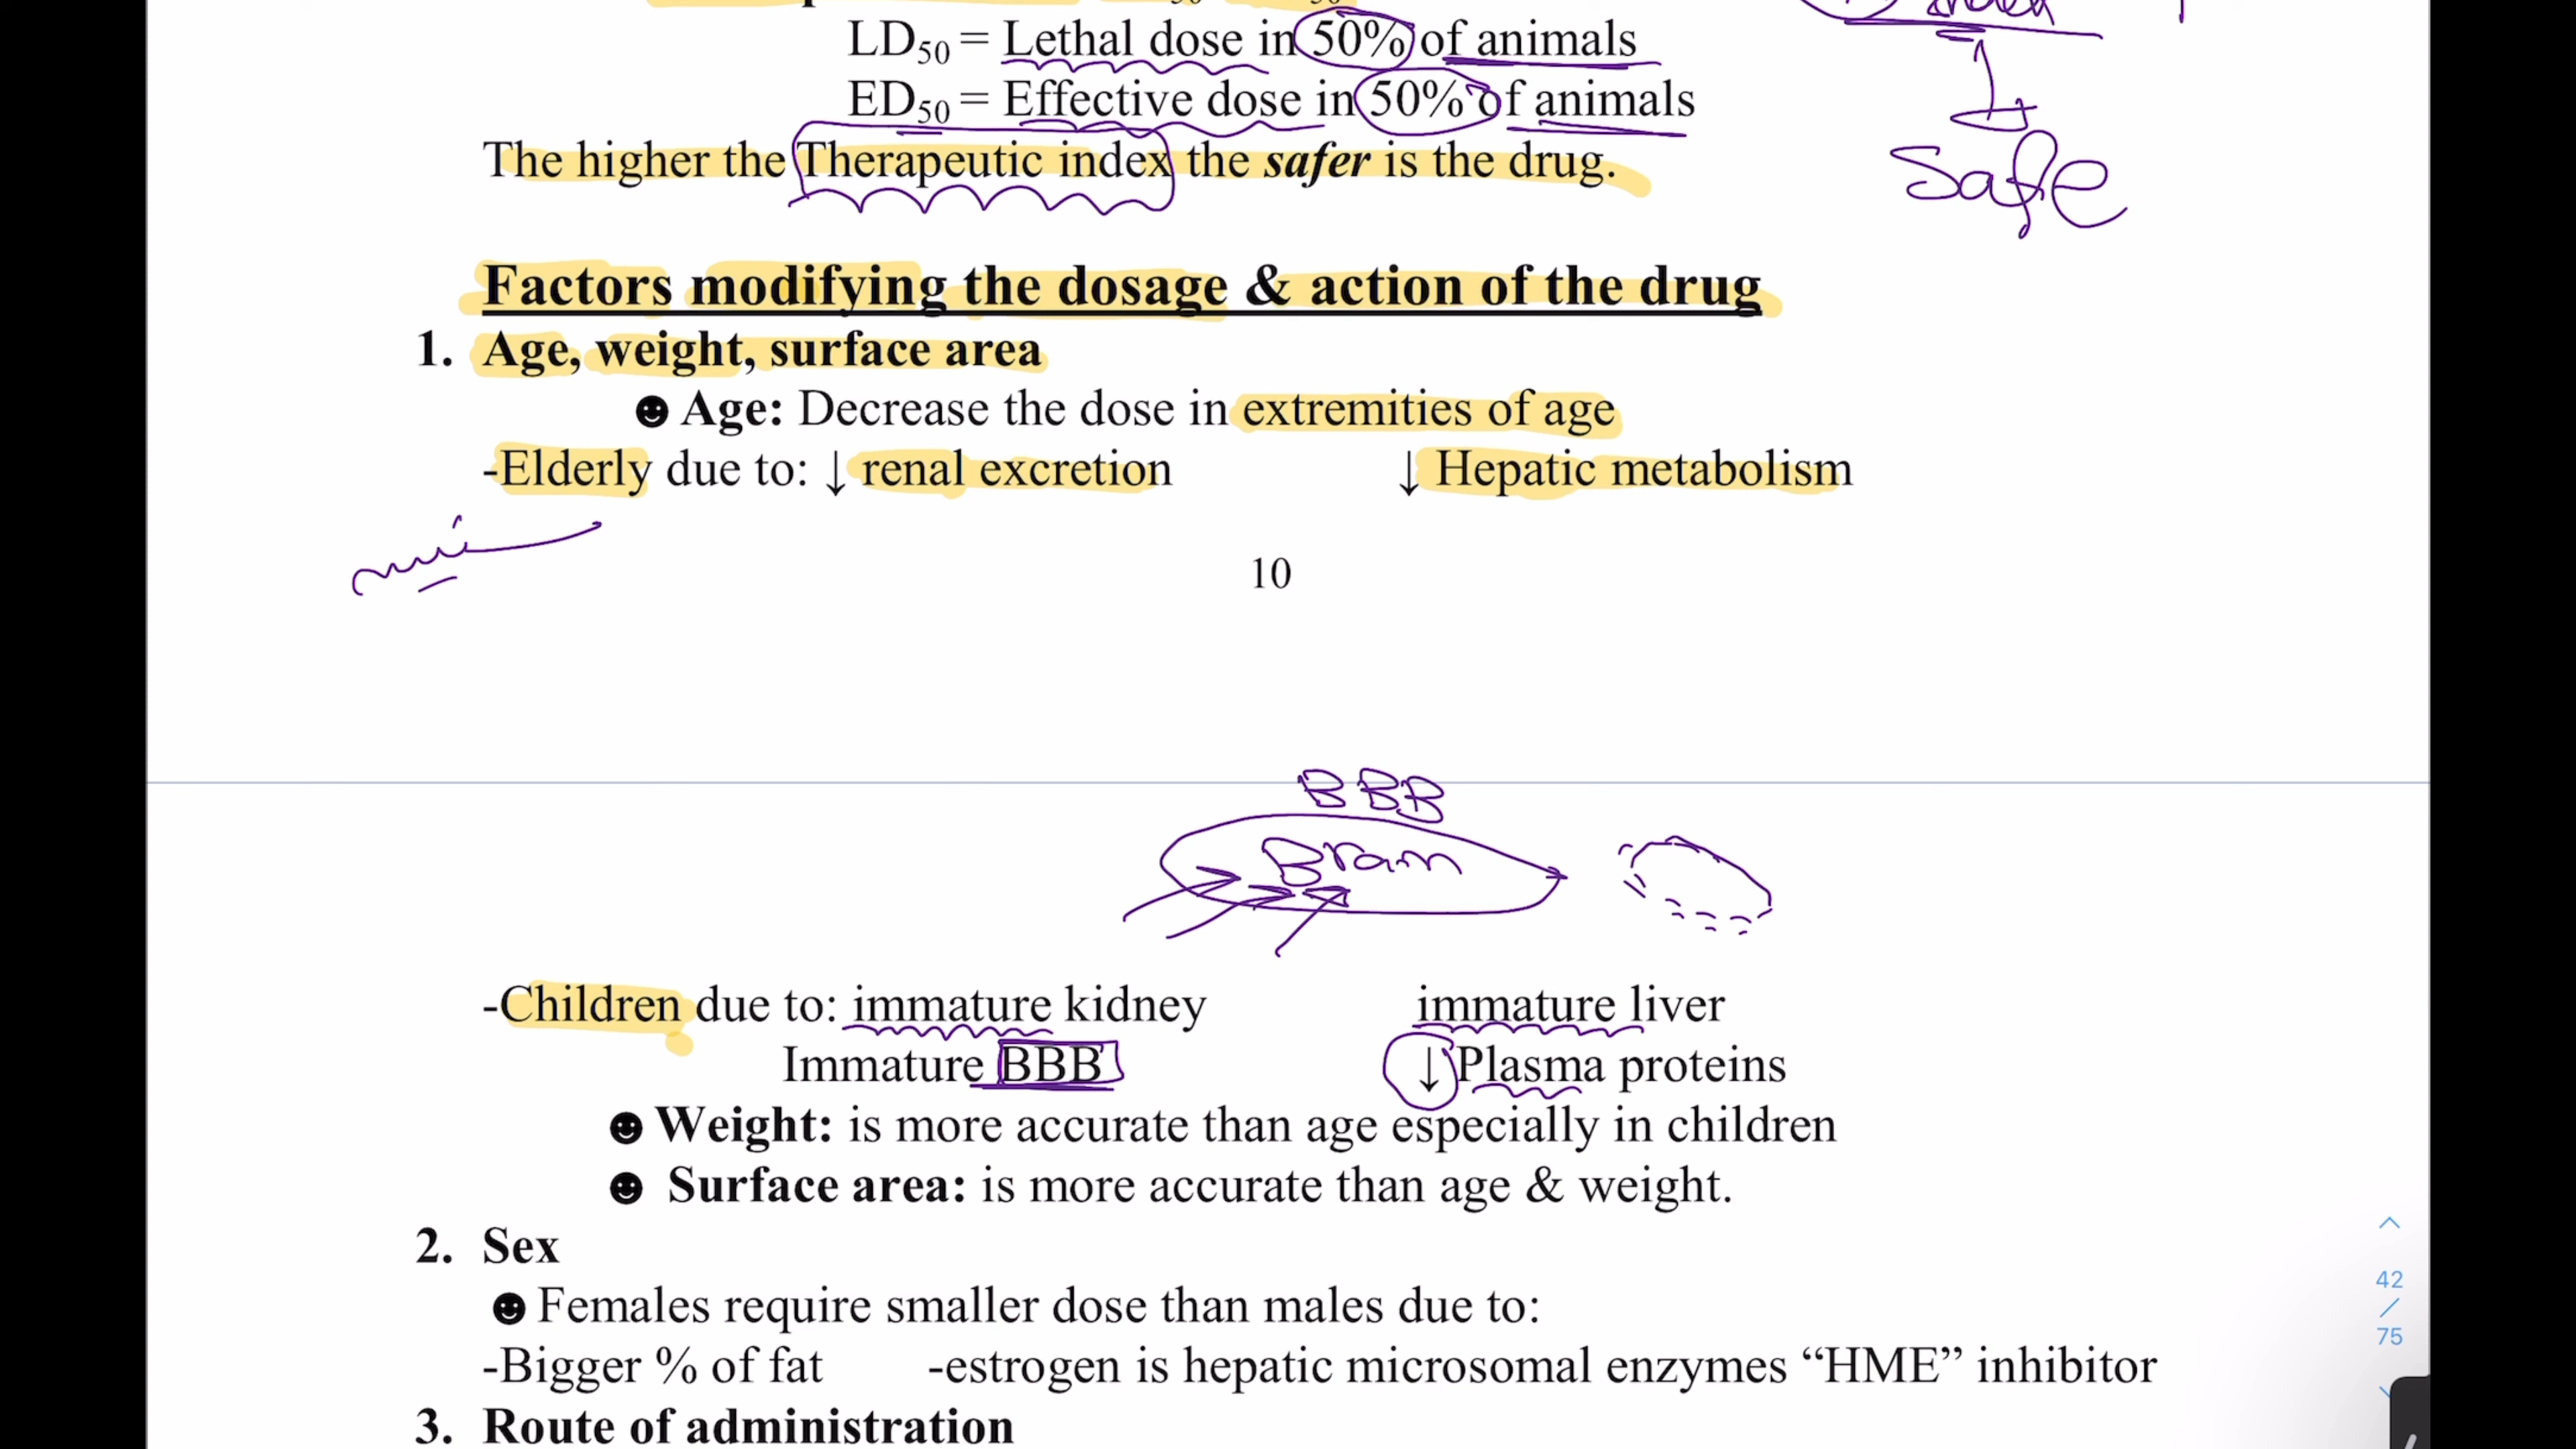 LD50 = Lethal dose in 50% of animals
ED50 = Effective dose in 50% of animals
The higher the Therapeutic index the safer is the drug.
Safe
Factors modifying the dosage & action of the drug
1. Age, weight, surface area
☻ Age: Decrease the dose in extremities of age
-Elderly due to: ↓ renal excretion ↓ Hepatic metabolism
10
BBB
Brain
-Children due to: immature kidney immature liver
Immature BBB ↓ Plasma proteins
☻ Weight: is more accurate than age especially in children
☻ Surface area: is more accurate than age & weight.
2. Sex
☻ Females require smaller dose than males due to:
-Bigger % of fat -estrogen is hepatic microsomal enzymes “HME” inhibitor
3. Route of administration
42
/
75